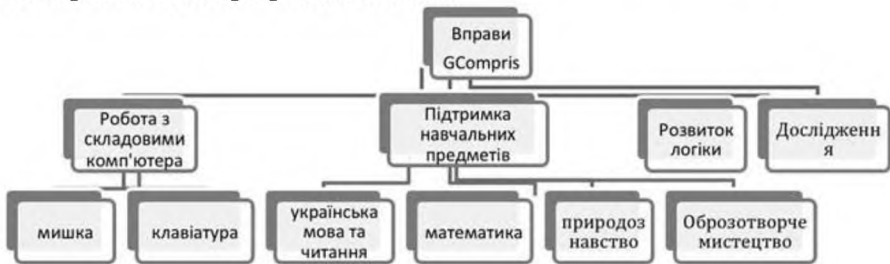 Вправи
GCompris
Робота з
складовими
комп'ютера
Підтримка
навчальних
предметів
Розвиток
логіки
Дослідженн
я
мишка
клавіатура
українська
мова та
читання
математика
природоз
навство
Оброзотворче
мистецтво